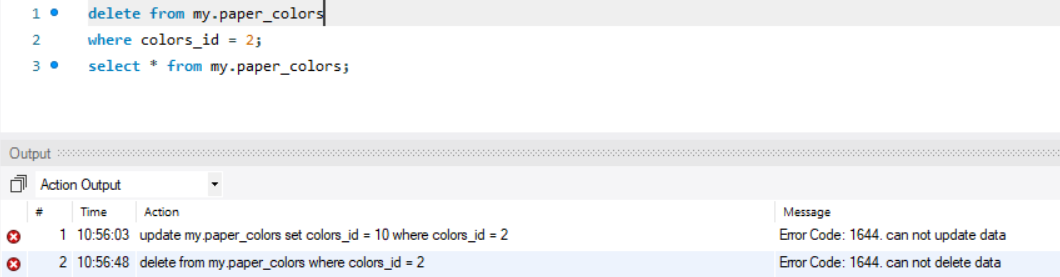 1 delete from my.paper_colors
2 where colors_id = 2;
3 select * from my.paper_colors;
Output
Action Output
# Time Action Message
1 10:56:03 update my.paper_colors set colors_id = 10 where colors_id = 2 Error Code: 1644. can not update data
2 10:56:48 delete from my.paper_colors where colors_id = 2 Error Code: 1644. can not delete data